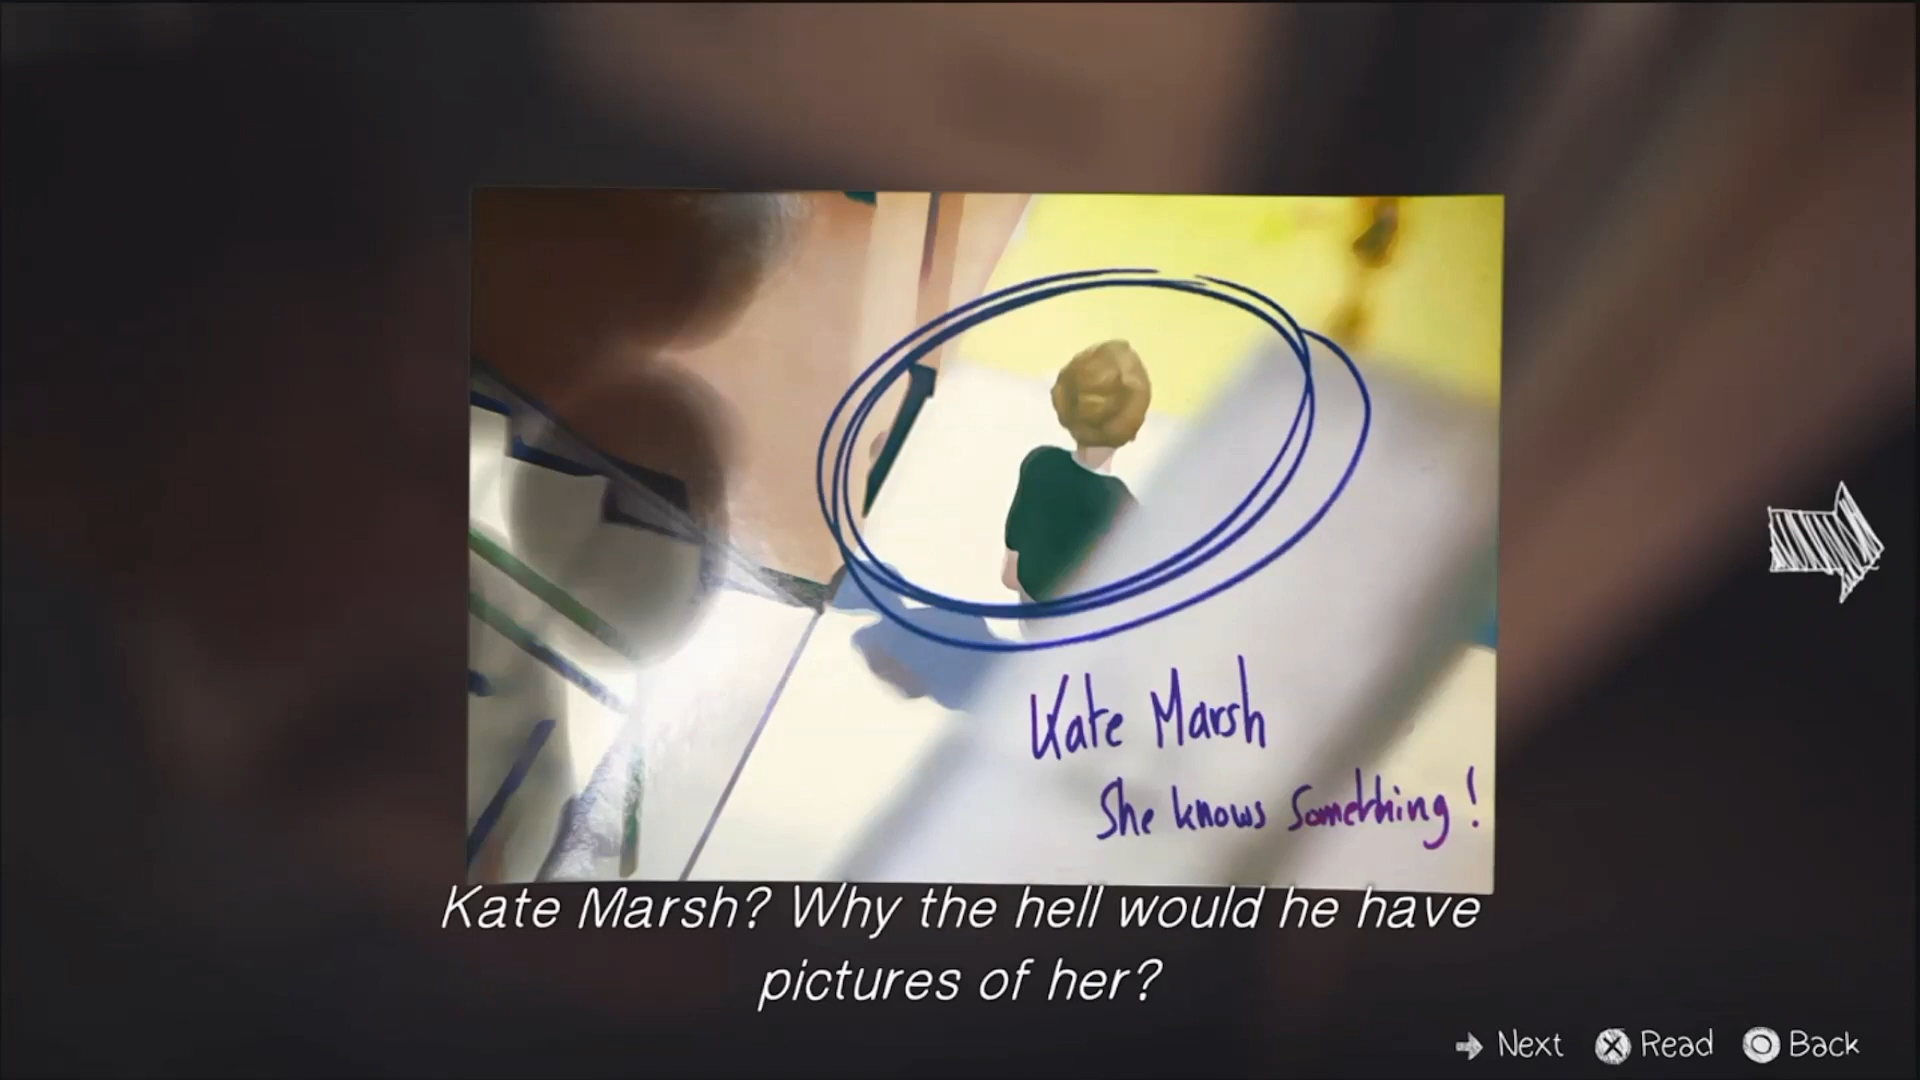 Kate Marsh
She knows Something!
Kate Marsh? Why the hell would he have
pictures of her?
Next Read Back